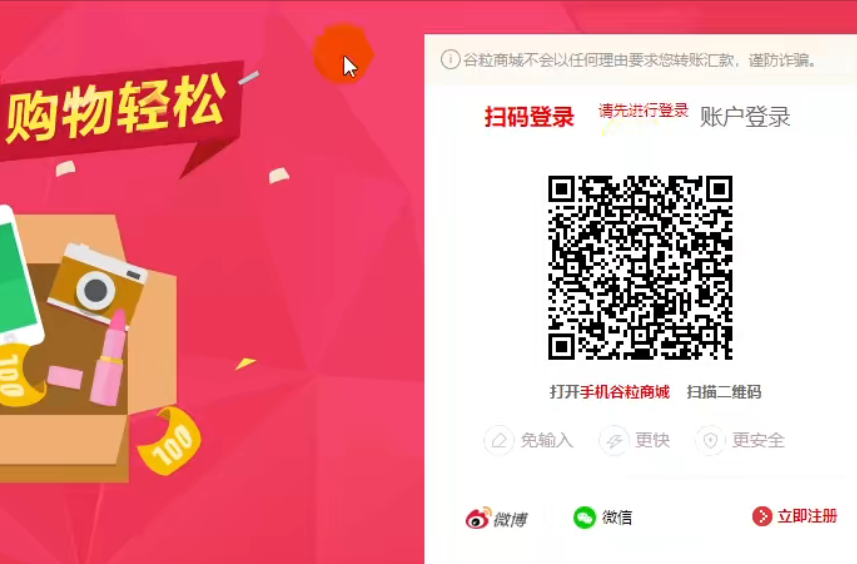 谷粒商城不会以任何理由要求您转账汇款，谨防诈骗。
购物轻松
扫码登录 请先进行登录 账户登录
打开手机谷粒商城 扫描二维码
免输入 更快 更安全
100
100
微博 微信 立即注册